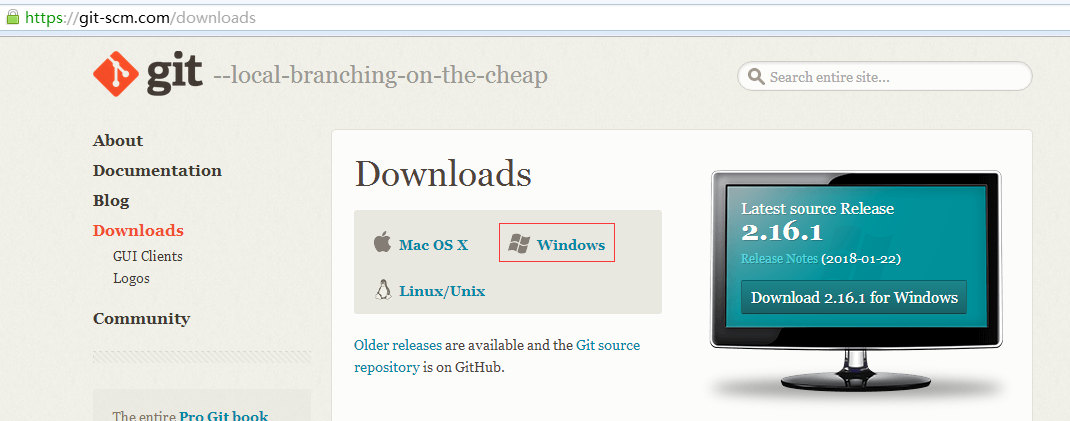 https://git-scm.com/downloads
git --local-branching-on-the-cheap
Search entire site...
About
Documentation
Blog
Downloads
GUI Clients
Logos
Community
The entire Pro Git book
Downloads
Mac OS X
Windows
Linux/Unix
Older releases are available and the Git source
repository is on GitHub.
Latest source Release
2.16.1
Release Notes (2018-01-22)
Download 2.16.1 for Windows